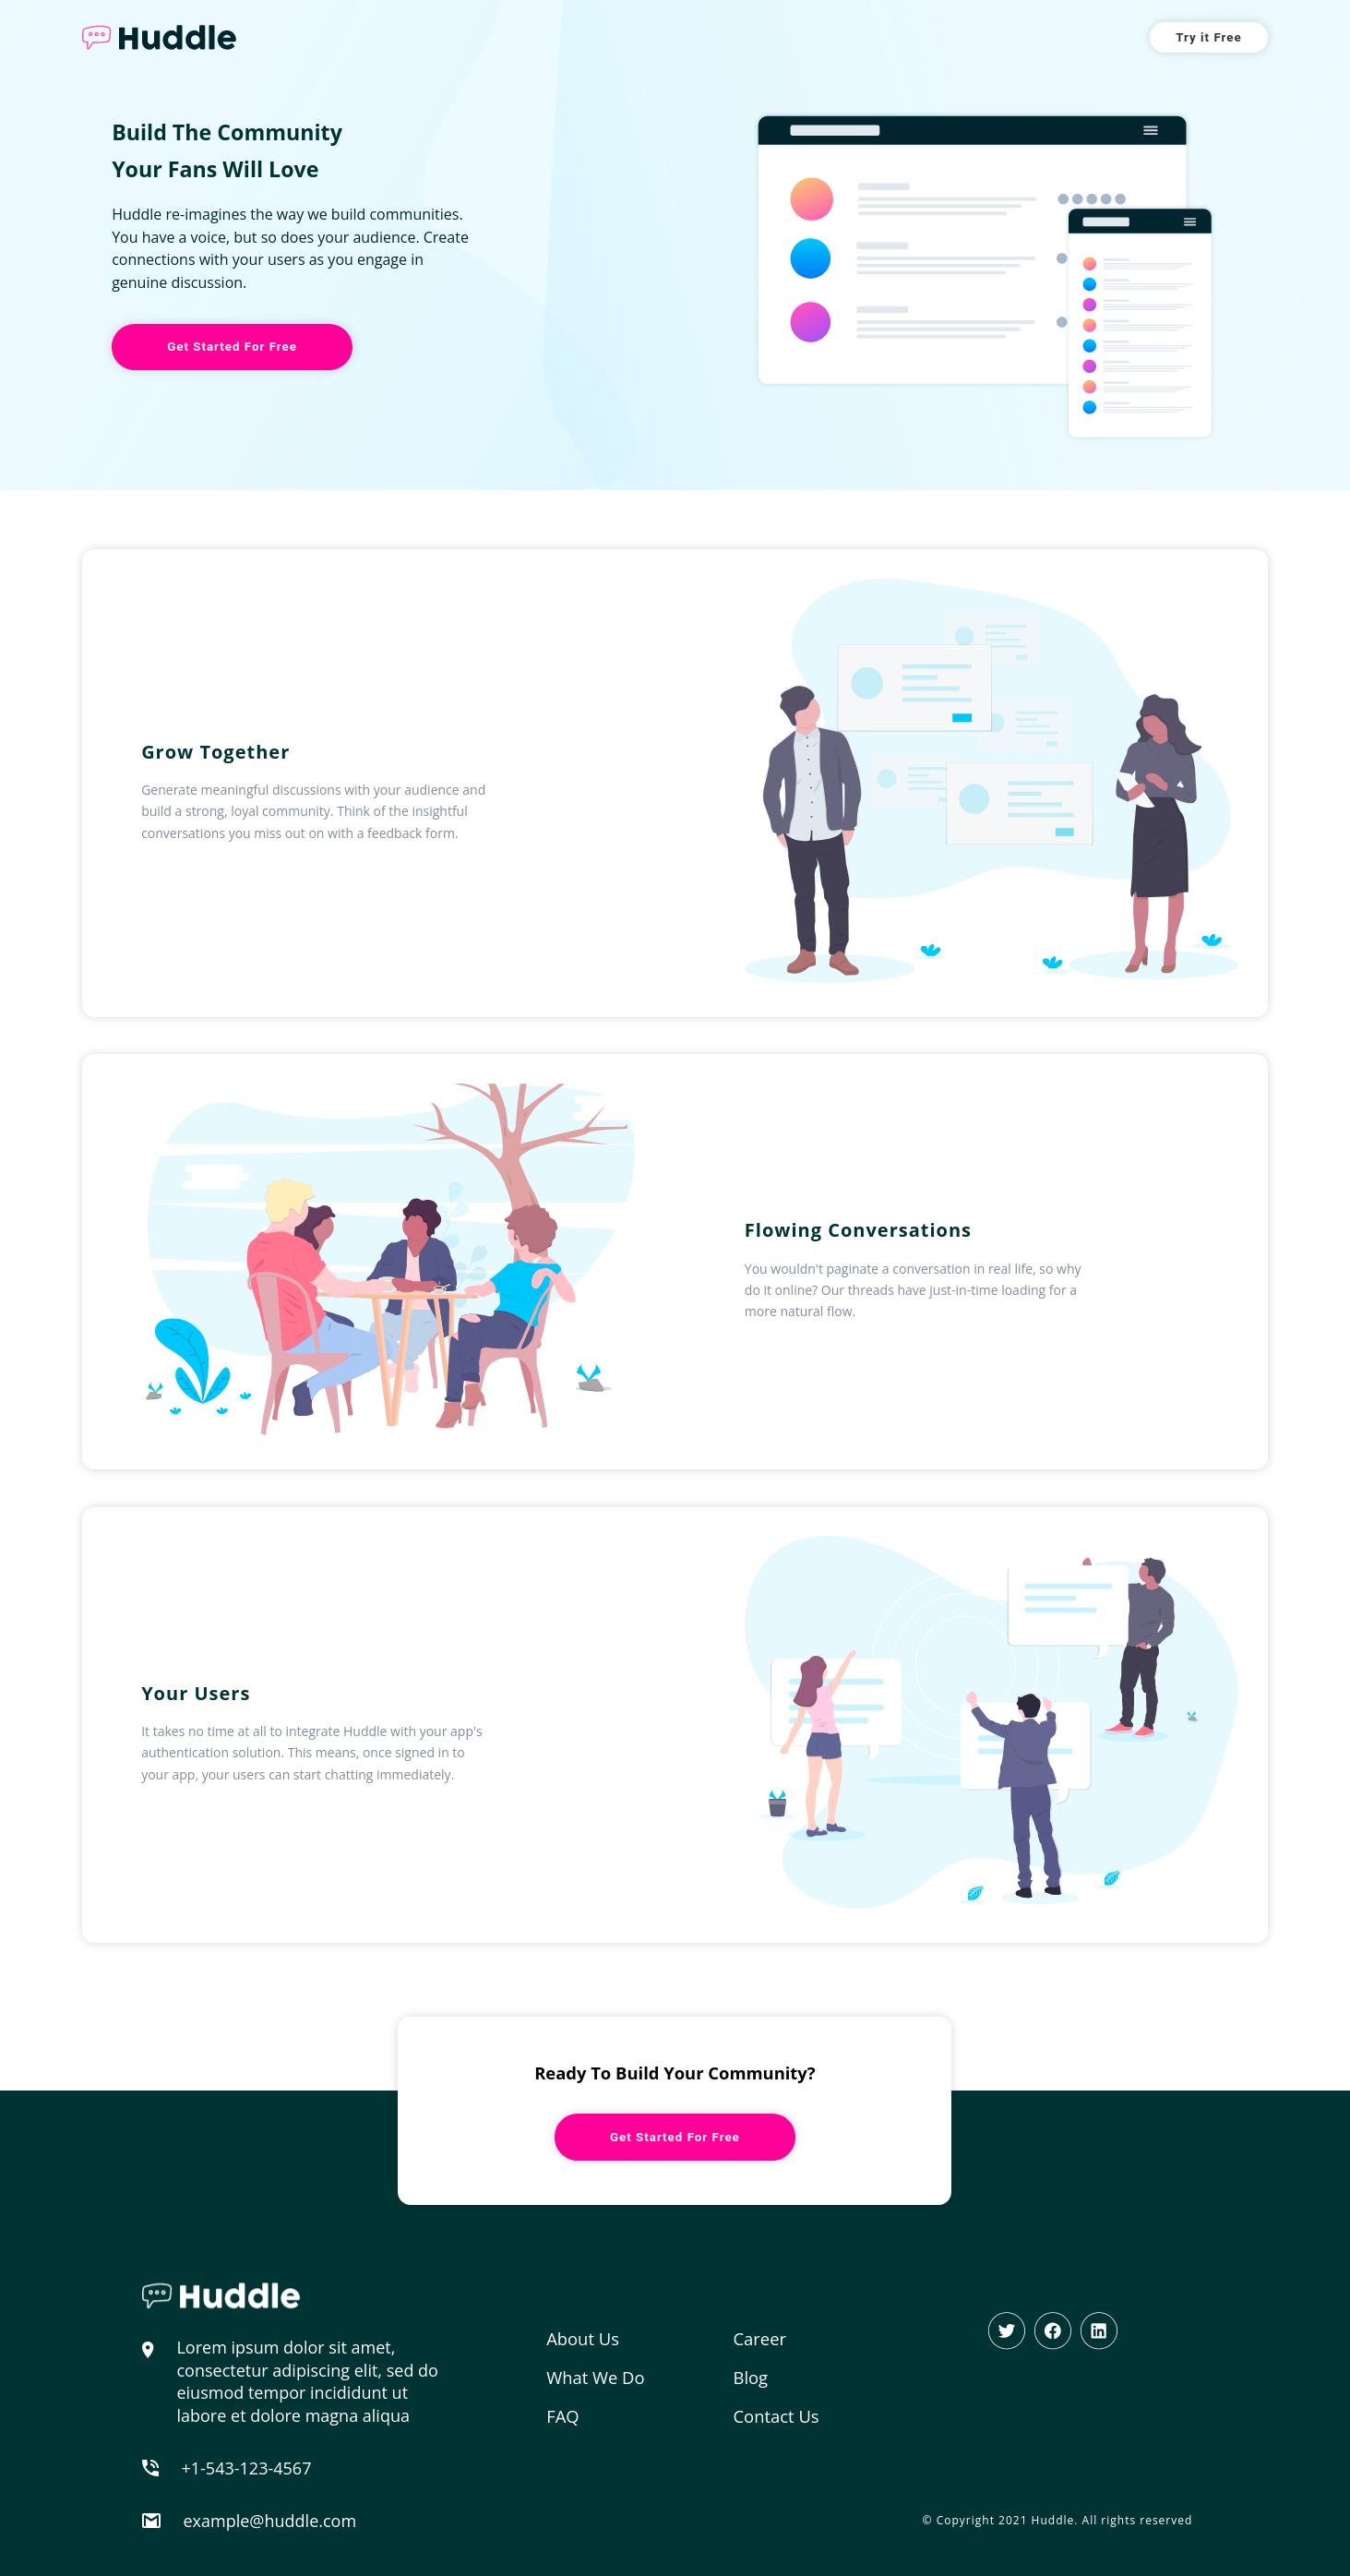 Huddle
Try it Free
Build The Community
Your Fans Will Love
Huddle re-imagines the way we build communities.
You have a voice, but so does your audience. Create
connections with your users as you engage in
genuine discussion.
Get Started For Free
Grow Together
Generate meaningful discussions with your audience and
build a strong, loyal community. Think of the insightful
conversations you miss out on with a feedback form.
Flowing Conversations
You wouldn't paginate a conversation in real life, so why
do it online? Our threads have just-in-time loading for a
more natural flow.
Your Users
It takes no time at all to integrate Huddle with your app's
authentication solution. This means, once signed in to
your app, your users can start chatting immediately.
Ready To Build Your Community?
Get Started For Free
Huddle
Lorem ipsum dolor sit amet,
consectetur adipiscing elit, sed do
eiusmod tempor incididunt ut
labore et dolore magna aliqua
+1-543-123-4567
example@huddle.com
About Us
What We Do
FAQ
Career
Blog
Contact Us
© Copyright 2021 Huddle. All rights reserved